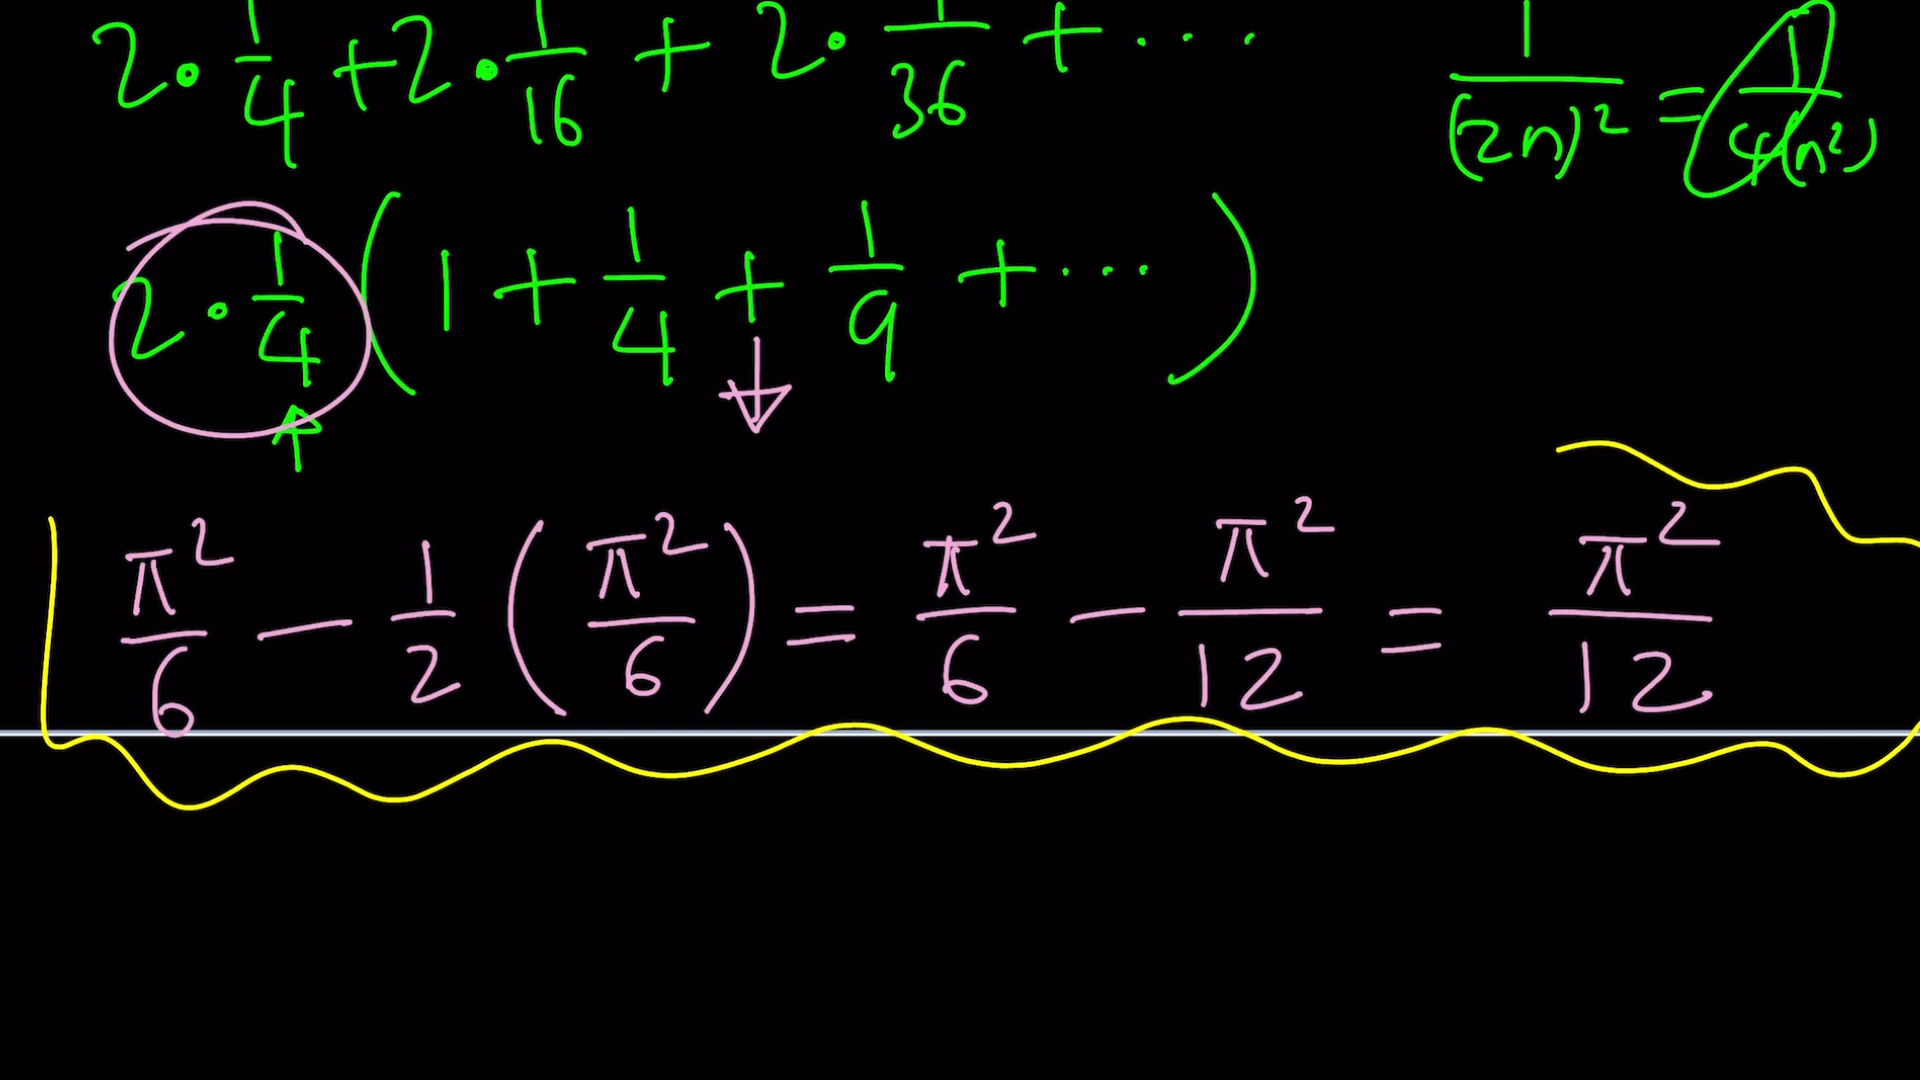 2 · 1/4 + 2 · 1/16 + 2 · 1/36 + ···
1/(2n)² = 1/4(n²)
2 · 1/4 (1 + 1/4 + 1/9 + ···)
π²/6 − 1/2 (π²/6) = π²/6 − π²/12 = π²/12